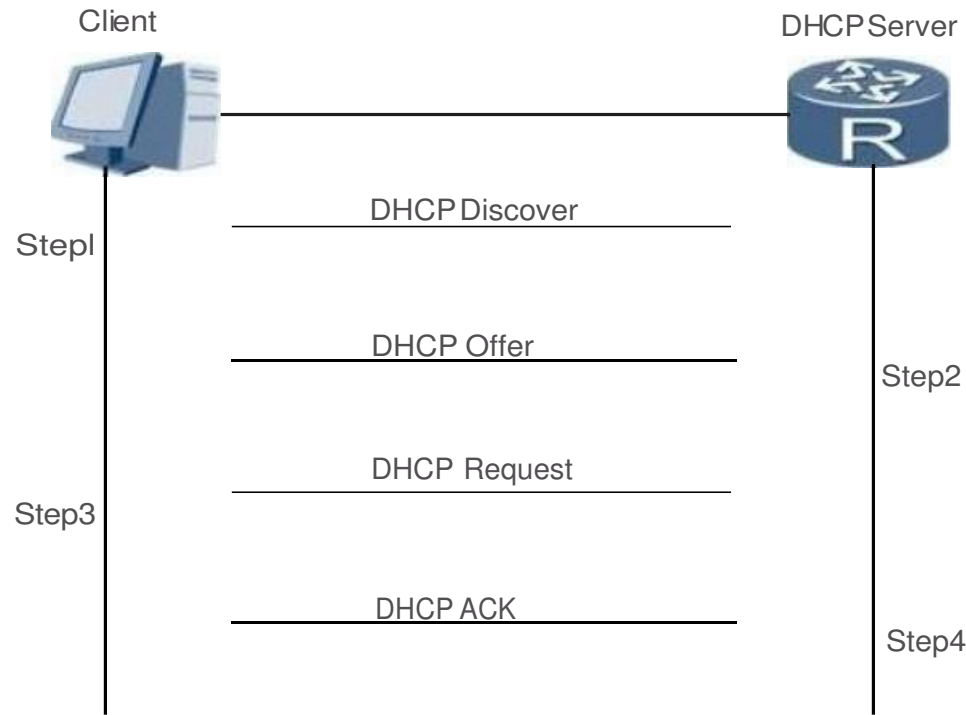 Client
DHCP Server
R
DHCP Discover
Stepl
DHCP Offer
Step2
DHCP Request
Step3
DHCP ACK
Step4